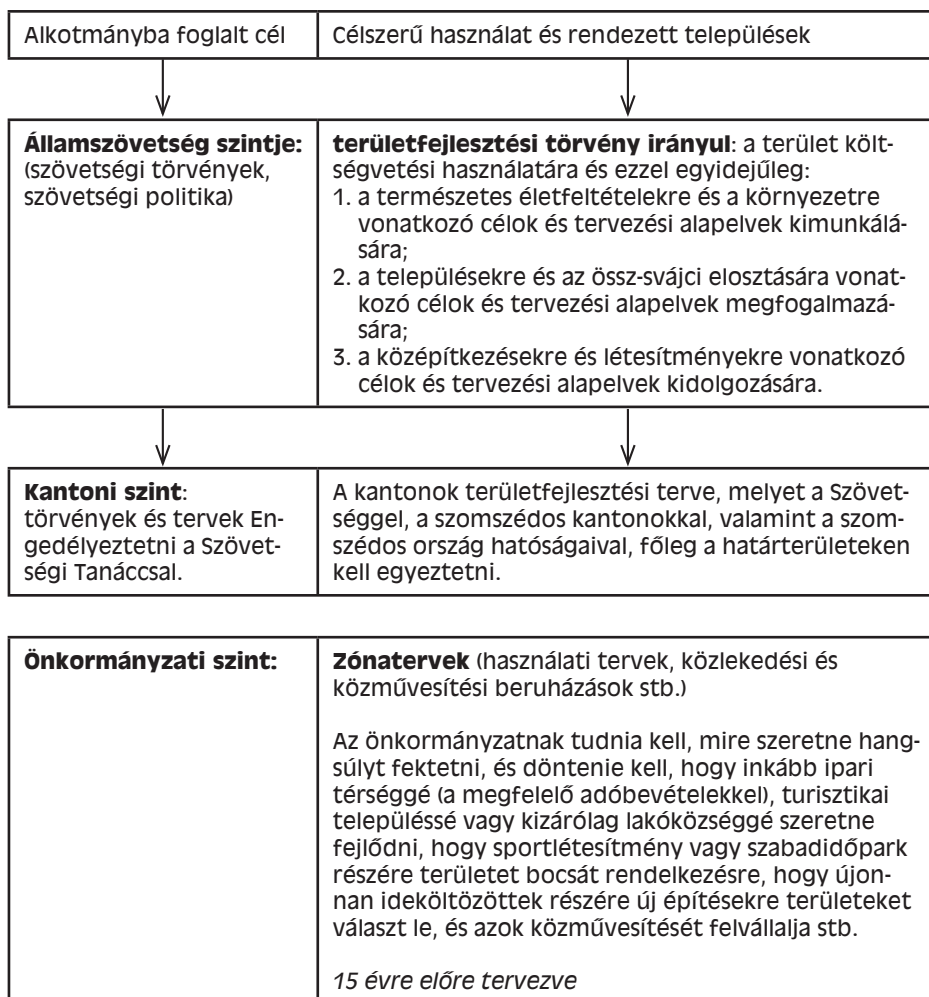 Alkotmányba foglalt cél
Célszerű használat és rendezett települések
Államszövetség szintje:
(szövetségi törvények,
szövetségi politika)
területfejlesztési törvény irányul: a terület költ-
ségvetési használatára és ezzel egyidejűleg:
1. a természetes életfeltételekre és a környezetre
vonatkozó célok és tervezési alapelvek kimunkálá-
sára;
2. a településekre és az össz-svájci elosztására vonat-
kozó célok és tervezési alapelvek megfogalmazá-
sára;
3. a középítkezésekre és létesítményekre vonatkozó
célok és tervezési alapelvek kidolgozására.
Kantoni szint:
törvények és tervek En-
gedélyeztetni a Szövet-
ségi Tanáccsal.
A kantonok területfejlesztési terve, melyet a Szövet-
séggel, a szomszédos kantonokkal, valamint a szom-
szédos ország hatóságaival, főleg a határterületeken
kell egyeztetni.
Önkormányzati szint:
Zónatervek (használati tervek, közlekedési és
közművesítési beruházások stb.)
Az önkormányzatnak tudnia kell, mire szeretne hang-
súlyt fektetni, és döntenie kell, hogy inkább ipari
térséggé (a megfelelő adóbevételekkel), turisztikai
településsé vagy kizárólag lakóközséggé szeretne
fejlődni, hogy sportlétesítmény vagy szabadidőpark
részére területet bocsát rendelkezésre, hogy újon-
nan ideköltözöttek részére új építésekre területeket
választ le, és azok közművesítését felvállalja stb.
15 évre előre tervezve